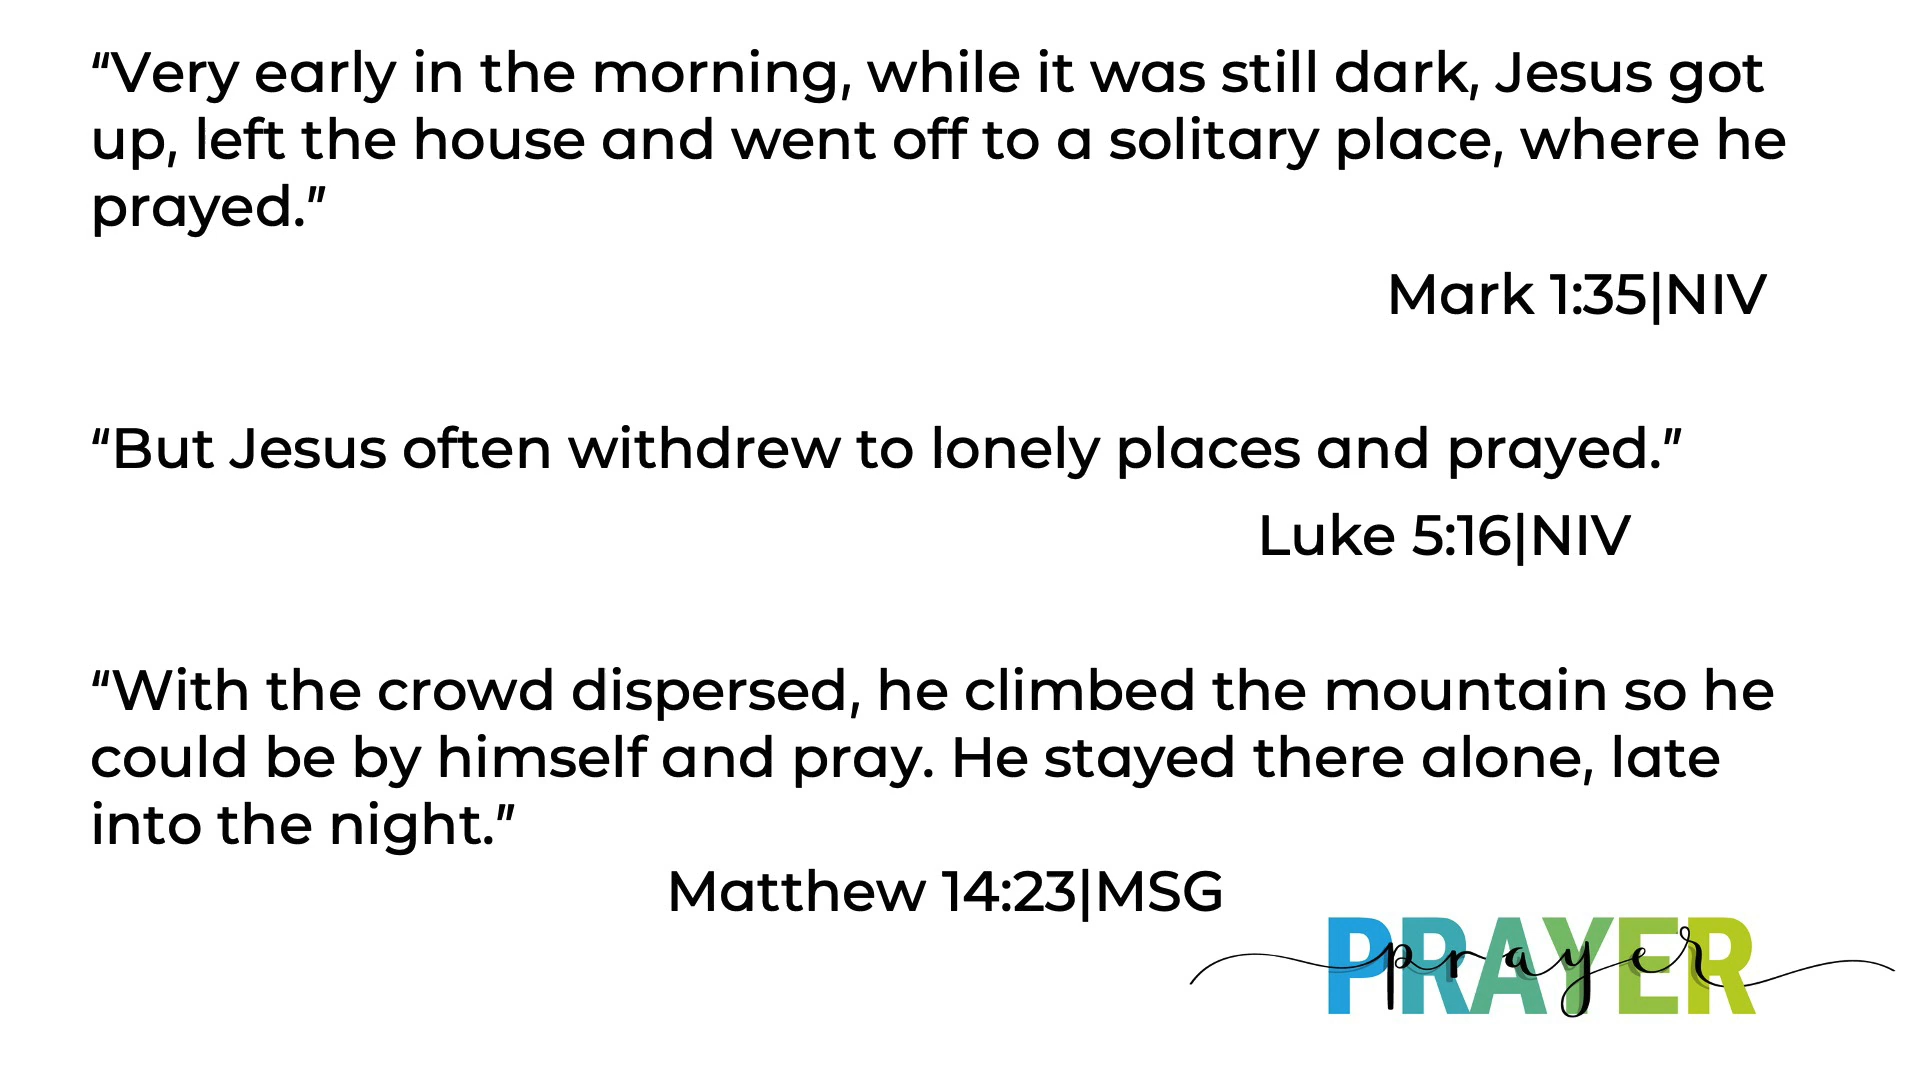 “Very early in the morning, while it was still dark, Jesus got
up, left the house and went off to a solitary place, where he
prayed.”
Mark 1:35|NIV
“But Jesus often withdrew to lonely places and prayed.”
Luke 5:16|NIV
“With the crowd dispersed, he climbed the mountain so he
could be by himself and pray. He stayed there alone, late
into the night.”
Matthew 14:23|MSG
PRAYER
prayer